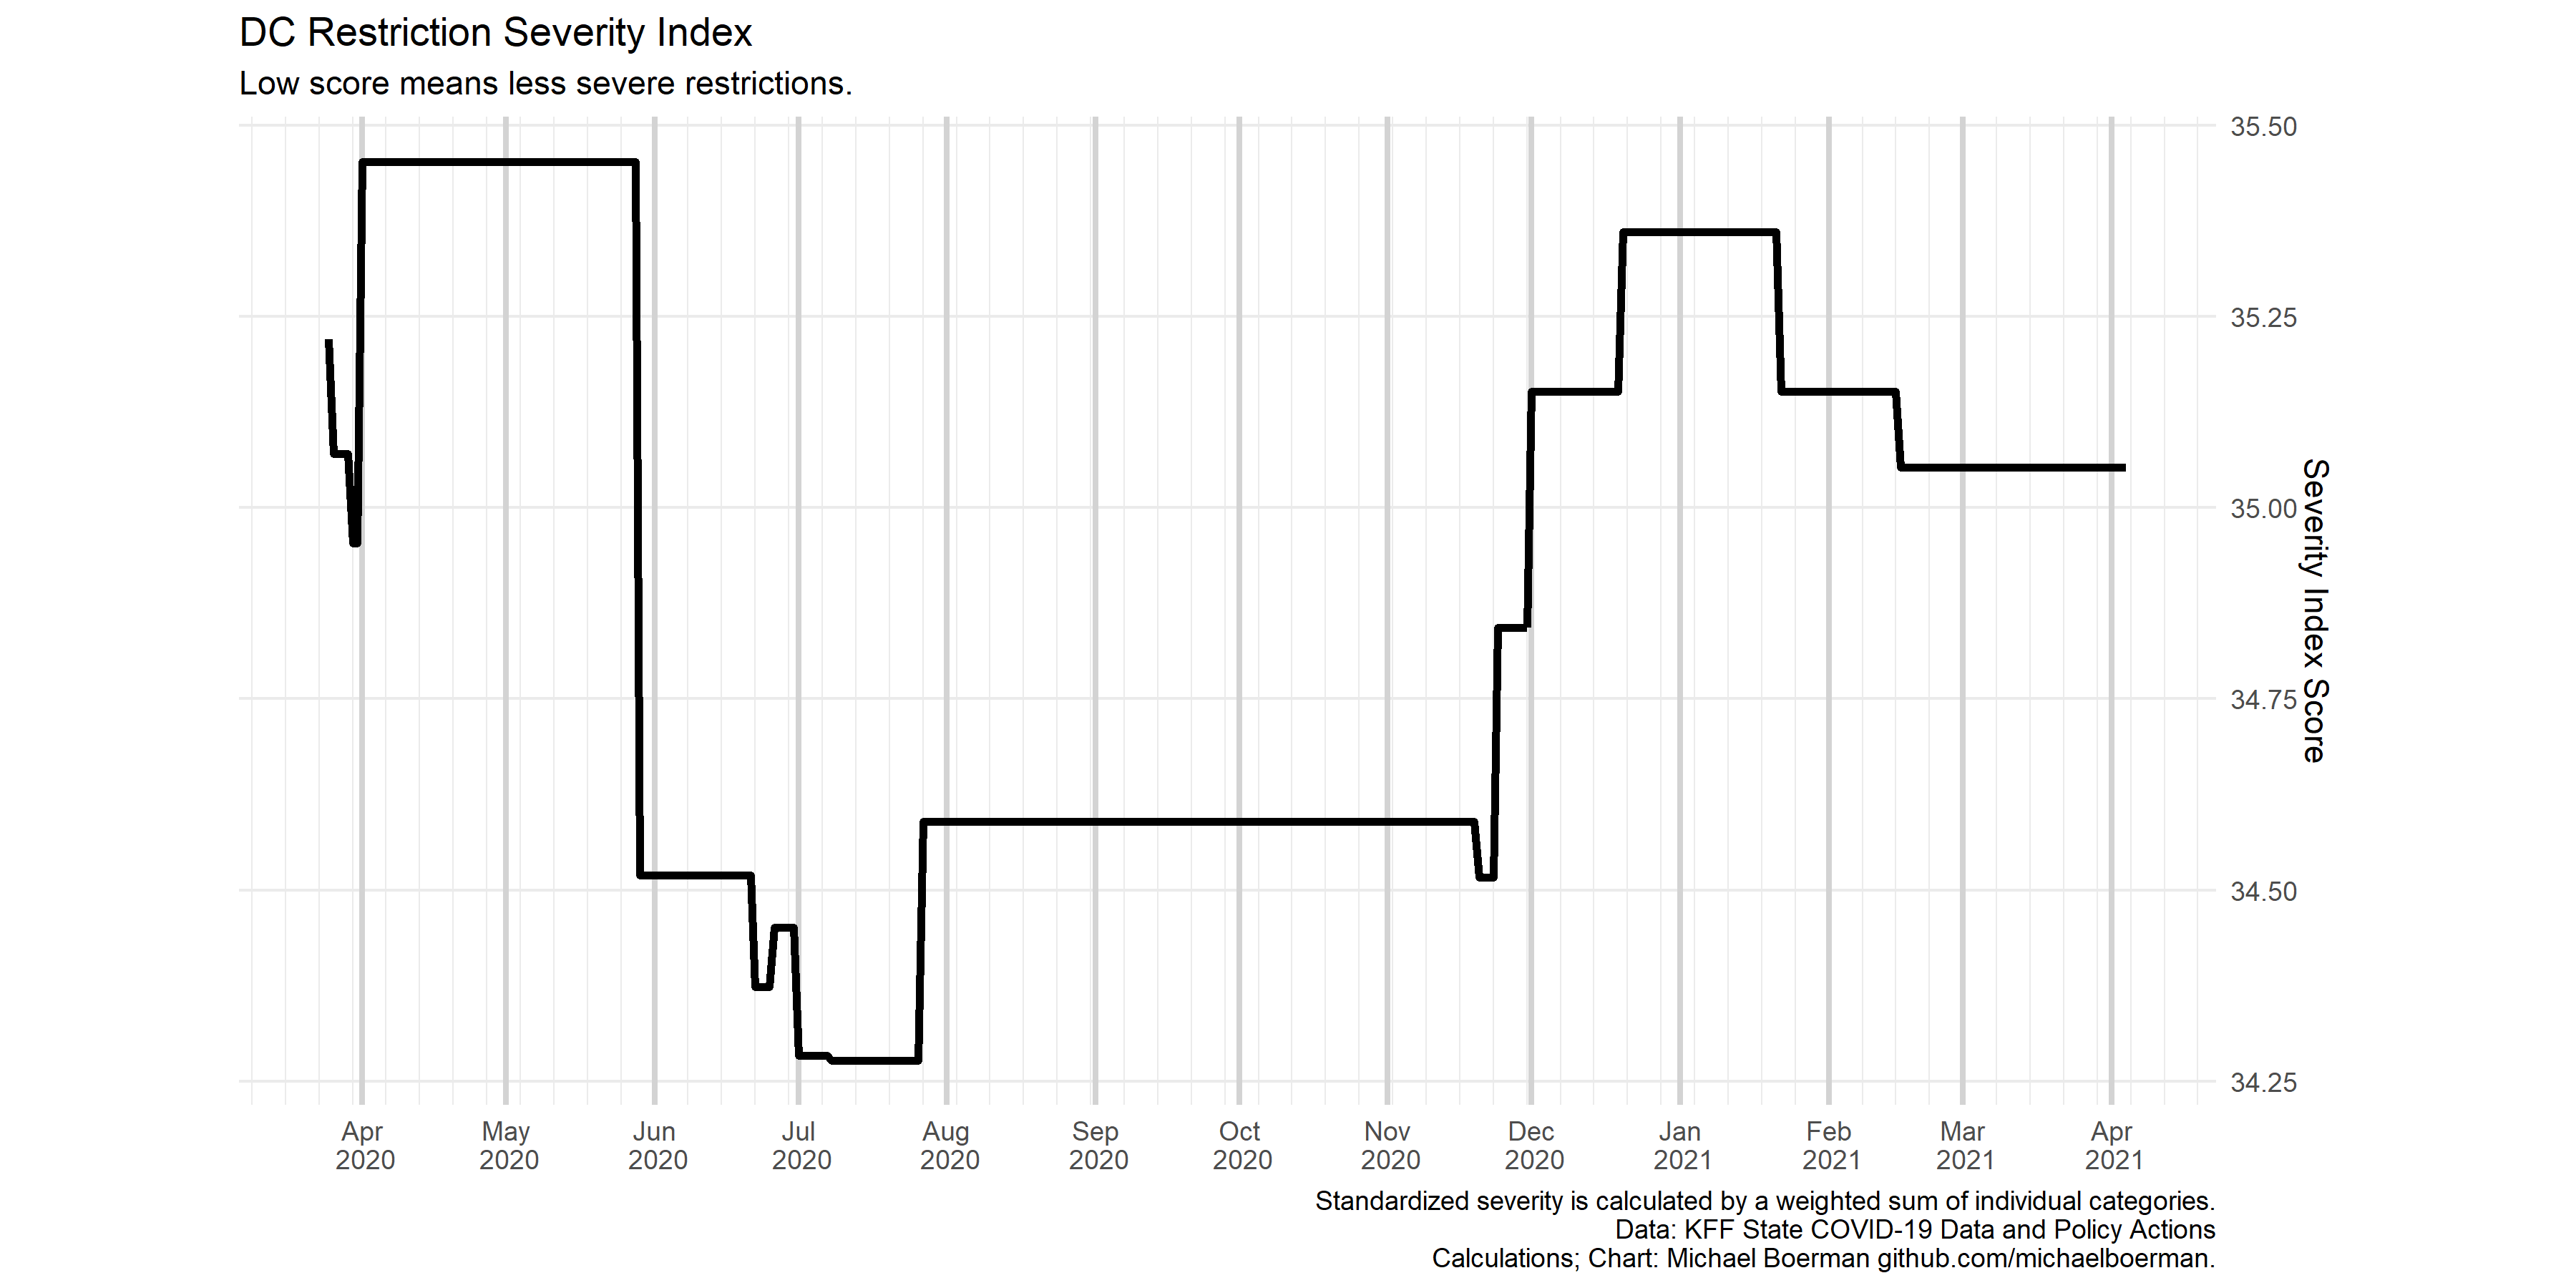 DC Restriction Severity Index
Low score means less severe restrictions.
35.50
35.25
35.00
34.75
34.50
34.25
Severity Index Score
Apr May Jun Jul Aug Sep Oct Nov Dec Jan Feb Mar Apr
2020 2020 2020 2020 2020 2020 2020 2020 2020 2021 2021 2021 2021
Standardized severity is calculated by a weighted sum of individual categories.
Data: KFF State COVID-19 Data and Policy Actions
Calculations; Chart: Michael Boerman github.com/michaelboerman.